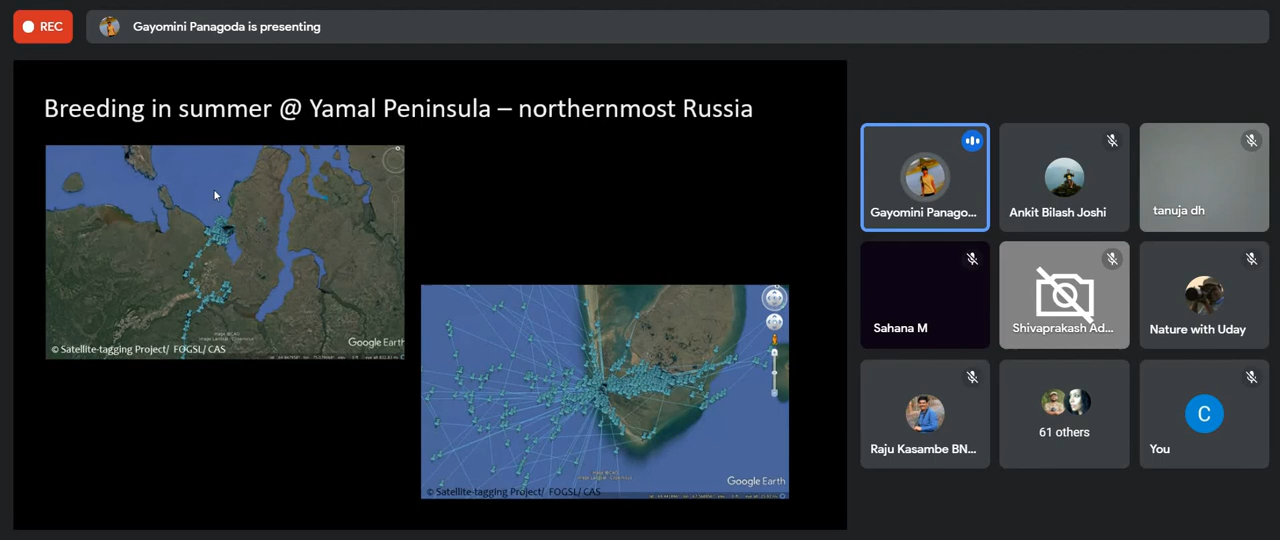 REC
Gayomini Panagoda is presenting
Breeding in summer @ Yamal Peninsula – northernmost Russia
© Satellite-tagging Project/ FOGSL/ CAS
Google Earth
Google Earth
© Satellite-tagging Project/ FOGSL/ CAS
Gayomini Panago...
Ankit Bilash Joshi
tanuja dh
Sahana M
Shivaprakash Ad...
Nature with Uday
Raju Kasambe BN...
61 others
C
You